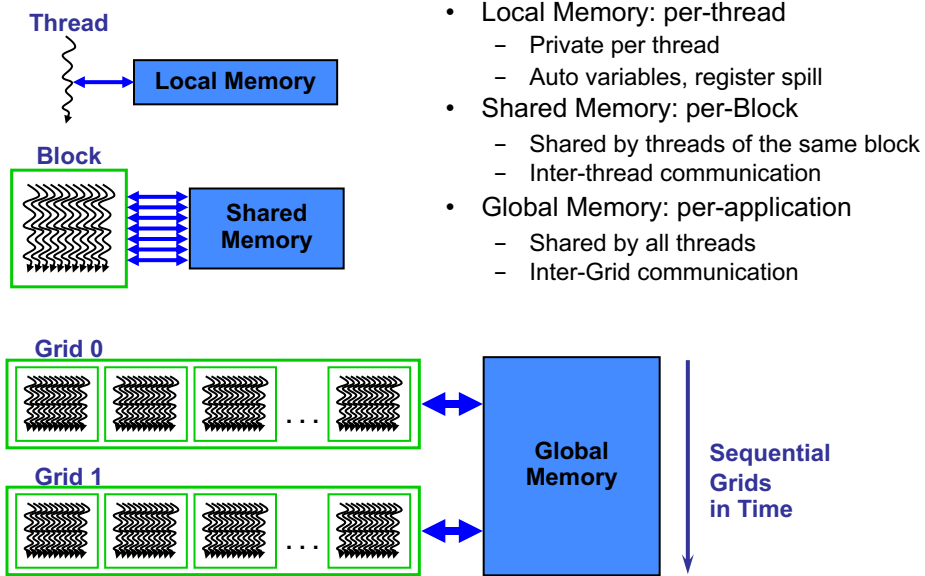 Thread
Local Memory
Block
Shared
Memory
• Local Memory: per-thread
– Private per thread
– Auto variables, register spill
• Shared Memory: per-Block
– Shared by threads of the same block
– Inter-thread communication
• Global Memory: per-application
– Shared by all threads
– Inter-Grid communication
Grid 0
. . .
Grid 1
. . .
Global
Memory
Sequential
Grids
in Time